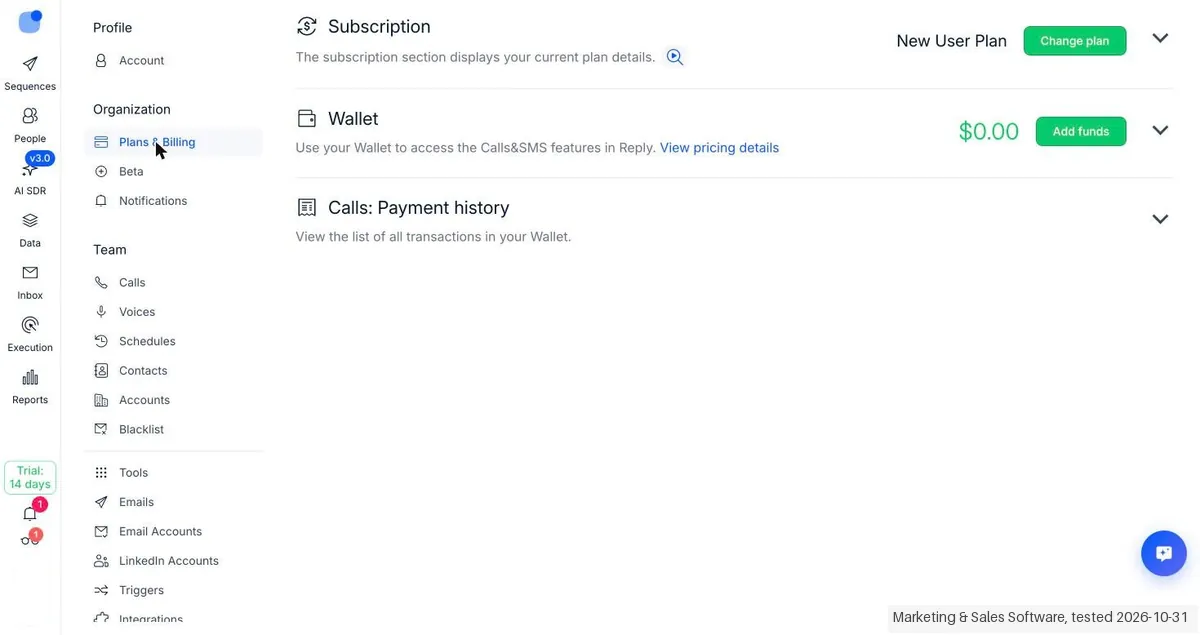 Sequences
People
v3.0
AI SDR
Data
Inbox
Execution
Reports
Trial:
14 days
1
1
Profile
Account
Organization
Plans & Billing
Beta
Notifications
Team
Calls
Voices
Schedules
Contacts
Accounts
Blacklist
Tools
Emails
Email Accounts
LinkedIn Accounts
Triggers
Integrations
Subscription
The subscription section displays your current plan details.
New User Plan
Change plan
Wallet
Use your Wallet to access the Calls&SMS features in Reply. View pricing details
$0.00
Add funds
Calls: Payment history
View the list of all transactions in your Wallet.
Marketing & Sales Software, tested 2026-10-31